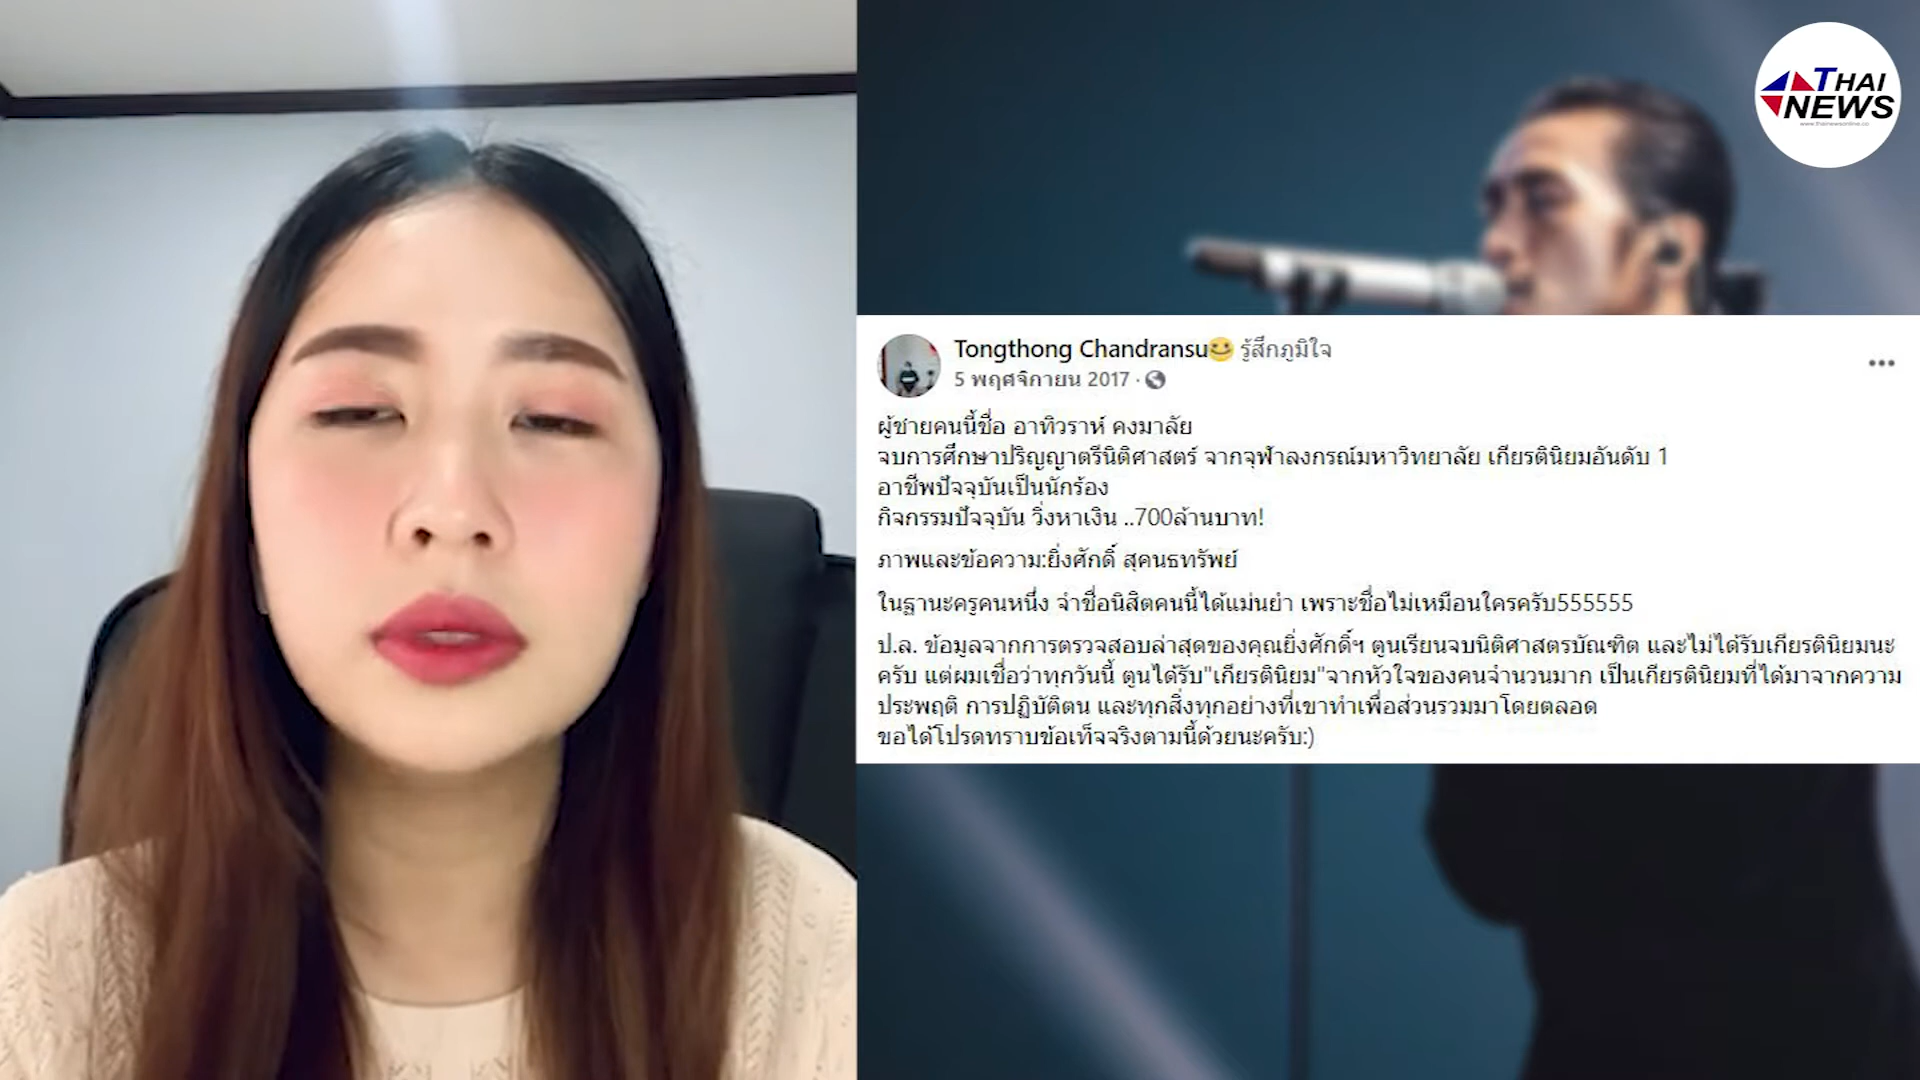 THAI
NEWS
Tongthong Chandransu รู้สึกภูมิใจ
5 พฤศจิกายน 2017
ผู้ชายคนนี้ชื่อ อาทิวราห์ คงมาลัย
จบการศึกษาปริญญาตรีนิติศาสตร์ จากจุฬาลงกรณ์มหาวิทยาลัย เกียรตินิยมอันดับ 1
อาชีพปัจจุบันเป็นนักร้อง
กิจกรรมปัจจุบัน วิ่งหาเงิน ..700ล้านบาท!
ภาพและข้อความ:ยิ่งศักดิ์ สุคนธทรัพย์
ในฐานะครูคนหนึ่ง จำชื่อนิสิตคนนี้ได้แม่นยำ เพราะชื่อไม่เหมือนใครครับ555555
ป.ล. ข้อมูลจากการตรวจสอบล่าสุดของคุณยิ่งศักดิ์ฯ ตูนเรียนจบนิติศาสตรบัณฑิต และไม่ได้รับเกียรตินิยมนะ
ครับ แต่ผมเชื่อว่าทุกวันนี้ ตูนได้รับ"เกียรตินิยม"จากหัวใจของคนจำนวนมาก เป็นเกียรตินิยมที่ได้มาจากความ
ประพฤติ การปฏิบัติตน และทุกสิ่งทุกอย่างที่เขาทำเพื่อส่วนรวมมาโดยตลอด
ขอได้โปรดทราบข้อเท็จจริงตามนี้ด้วยนะครับ:)